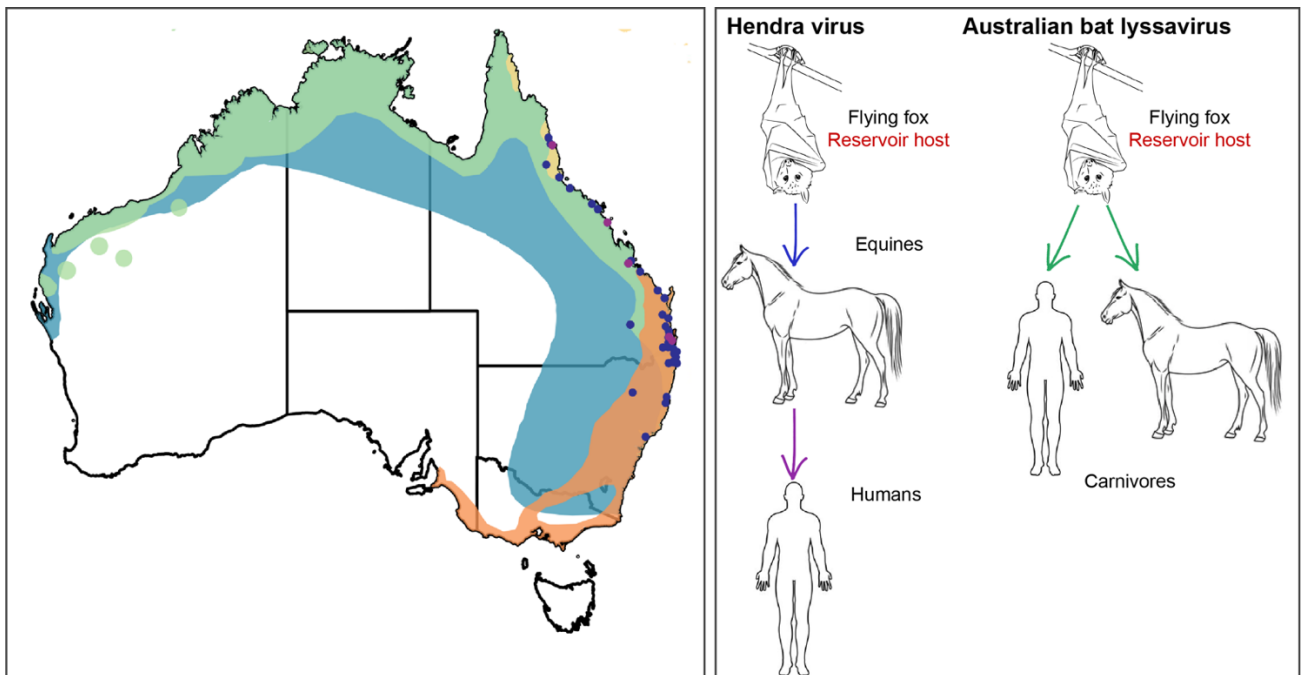 Hendra virus
Australian bat lyssavirus
Flying fox
Reservoir host
Flying fox
Reservoir host
Equines
Carnivores
Humans